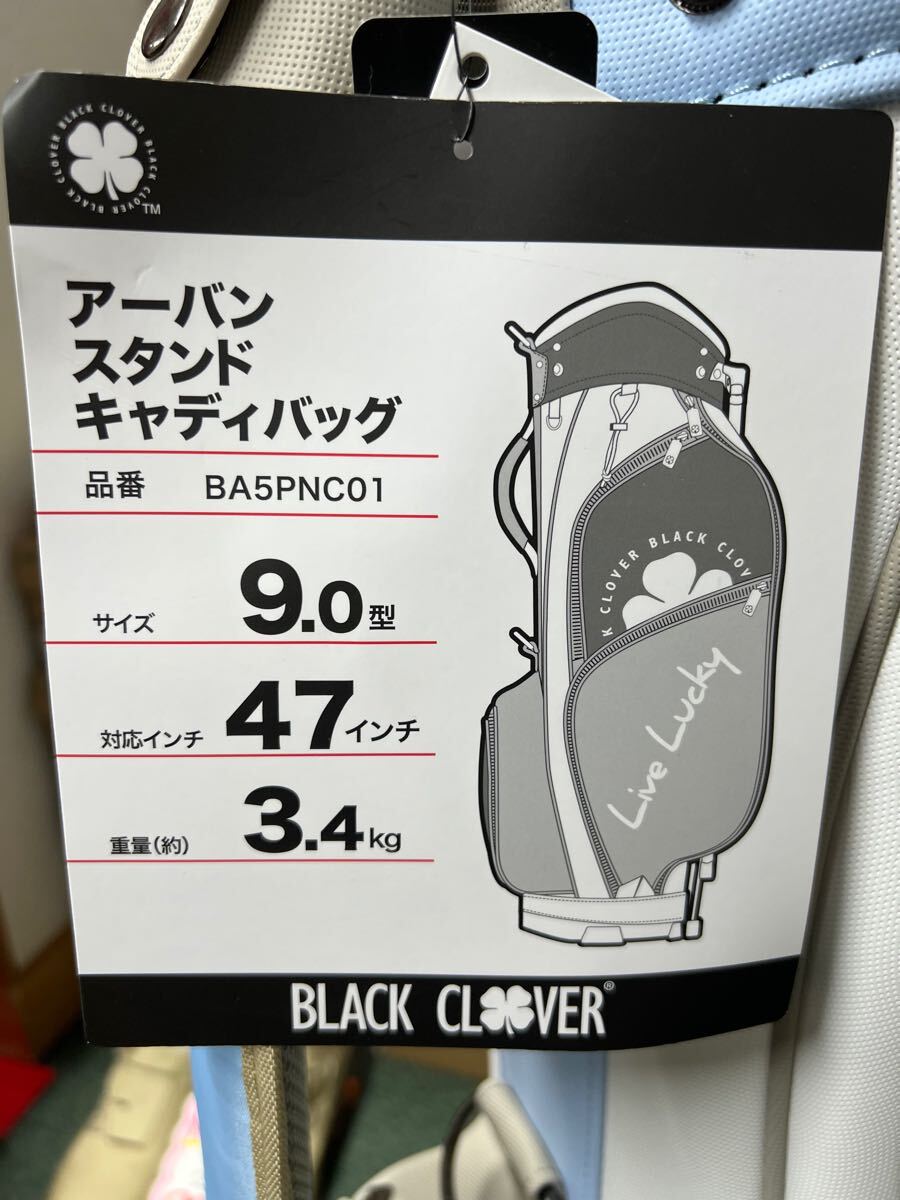 BLACK CLOVER BLACK CLOVER BLACK CLOVER
TM
アーバン
スタンド
キャディバッグ
品番 BA5PNC01
サイズ 9.0型
対応インチ 47インチ
重量(約) 3.4kg
K CLOVER BLACK CLOV
Live Lucky
BLACK CLOVER®